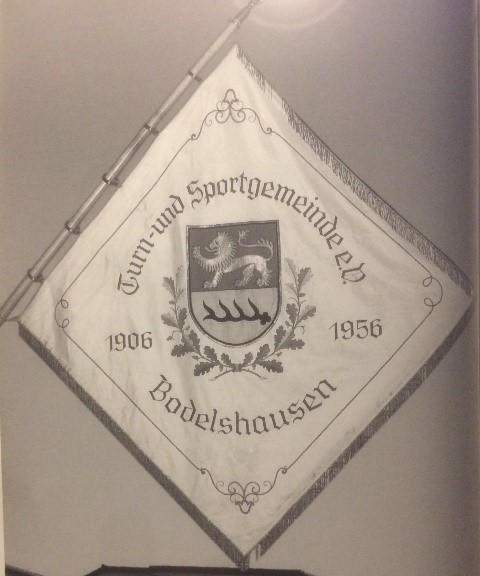 Turn- und Sportgemeinde e.V.
1906 1956
Bodelshausen